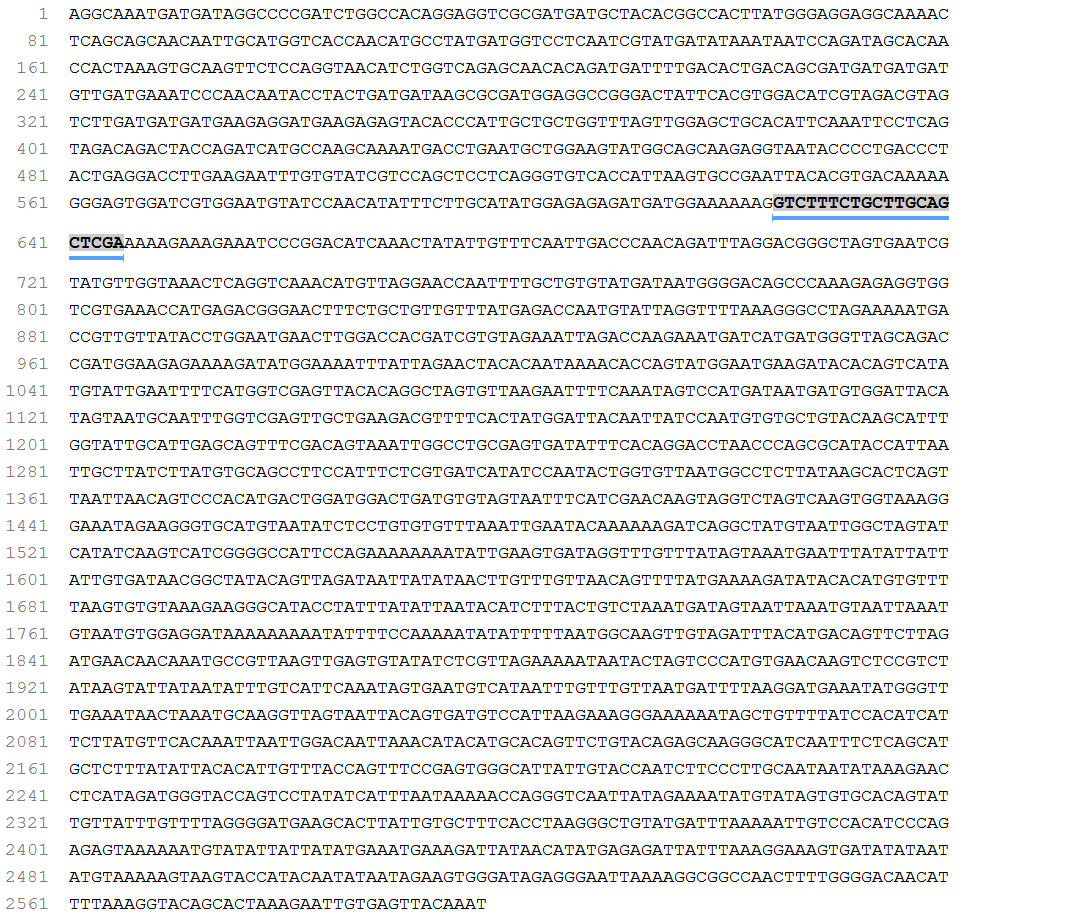 1 AGGCAAATGATGATAGGCCCCGATCTGGCCACAGGAGGTCGCGATGATGCTACACGGCCACTTATGGGAGGAGGCAAAAC
81 TCAGCAGCAACAATTGCATGGTCACCAACATGCCTATGATGGTCCTCAATCGTATGATATAAATAATCCAGATAGCACAA
161 CCACTAAAGTGCAAGTTCTCCAGGTAACATCTGGTCAGAGCAACACAGATGATTTTGACACTGACAGCGATGATGATGAT
241 GTTGATGAAATCCCAACAATACCTACTGATGATAAGCGCGATGGAGGCCGGGACTATTCACGTGGACATCGTAGACGTAG
321 TCTTGATGATGATGAAGAGGATGAAGAGAGTACACCCATTGCTGCTGGTTTAGTTGGAGCTGCACATTCAAATTCCTCAG
401 TAGACAGACTACCAGATCATGCCAAGCAAAATGACCTGAATGCTGGAAGTATGGCAGCAAGAGGTAATACCCCTGACCCT
481 ACTGAGGACCTTGAAGAATTTGTGTATCGTCCAGCTCCTCAGGGTGTCACCATTAAGTGCCGAATTACACGTGACAAAAA
561 GGGAGTGGATCGTGGAATGTATCCAACATATTTCTTGCATATGGAGAGAGATGATGGAAAAAAGGTCTTTCTGCTTGCAG
641 CTCGAAAAAGAAAGAAATCCCGGACATCAAACTATATTGTTTCAATTGACCCAACAGATTTAGGACGGGCTAGTGAATCG
721 TATGTTGGTAAACTCAGGTCAAACATGTTAGGAACCAATTTTGCTGTGTATGATAATGGGGACAGCCCAAAGAGAGGTGG
801 TCGTGAAACCATGAGACGGGAACTTTCTGCTGTTGTTTATGAGACCAATGTATTAGGTTTTAAAGGGCCTAGAAAAATGA
881 CCGTTGTTATACCTGGAATGAACTTGGACCACGATCGTGTAGAAATTAGACCAAGAAATGATCATGATGGGTTAGCAGAC
961 CGATGGAAGAGAAAAGATATGGAAAATTTATTAGAACTACACAATAAAACACCAGTATGGAATGAAGATACACAGTCATA
1041 TGTATTGAATTTTCATGGTCGAGTTACACAGGCTAGTGTTAAGAATTTTCAAATAGTCCATGATAATGATGTGGATTACA
1121 TAGTAATGCAATTTGGTCGAGTTGCTGAAGACGTTTTCACTATGGATTACAATTATCCAATGTGTGCTGTACAAGCATTT
1201 GGTATTGCATTGAGCAGTTTCGACAGTAAATTGGCCTGCGAGTGATATTTCACAGGACCTAACCCAGCGCATACCATTAA
1281 TTGCTTATCTTATGTGCAGCCTTCCATTTCTCGTGATCATATCCAATACTGGTGTTAATGGCCTCTTATAAGCACTCAGT
1361 TAATTAACAGTCCCACATGACTGGATGGACTGATGTGTAGTAATTTCATCGAACAAGTAGGTCTAGTCAAGTGGTAAAGG
1441 GAAATAGAAGGGTGCATGTAATATCTCCTGTGTGTTTAAATTGAATACAAAAAAGATCAGGCTATGTAATTGGCTAGTAT
1521 CATATCAAGTCATCGGGGCCATTCCAGAAAAAAAATATTGAAGTGATAGGTTTGTTTATAGTAAATGAATTTATATTATT
1601 ATTGTGATAACGGCTATACAGTTAGATAATTATATAACTTGTTTGTTAACAGTTTTATGAAAAGATATACACATGTGTTT
1681 TAAGTGTGTAAAGAAGGGCATACCTATTTATATTAATACATCTTTACTGTCTAAATGATAGTAATTAAATGTAATTAAAT
1761 GTAATGTGGAGGATAAAAAAAAATATTTTCCAAAAATATATTTTTAATGGCAAGTTGTAGATTTACATGACAGTTCTTAG
1841 ATGAACAACAAATGCCGTTAAGTTGAGTGTATATCTCGTTAGAAAAATAATACTAGTCCCATGTGAACAAGTCTCCGTCT
1921 ATAAGTATTATAATATTTGTCATTCAAATAGTGAATGTCATAATTTGTTTGTTAATGATTTTAAGGATGAAATATGGGTT
2001 TGAAATAACTAAATGCAAGGTTAGTAATTACAGTGATGTCCATTAAGAAAGGGAAAAAATAGCTGTTTTATCCACATCAT
2081 TCTTATGTTCACAAATTAATTGGACAATTAAACATACATGCACAGTTCTGTACAGAGCAAGGGCATCAATTTCTCAGCAT
2161 GCTCTTTATATTACACATTGTTTACCAGTTTCCGAGTGGGCATTATTGTACCAATCTTCCCTTGCAATAATATAAAGAAC
2241 CTCATAGATGGGTACCAGTCCTATATCATTTAATAAAAACCAGGGTCAATTATAGAAAATATGTATAGTGTGCACAGTAT
2321 TGTTATTTGTTTTAGGGGATGAAGCACTTATTGTGCTTTCACCTAAGGGCTGTATGATTTAAAAATTGTCCACATCCCAG
2401 AGAGTAAAAAATGTATATTATTATATGAAATGAAAGATTATAACATATGAGAGATTATTTAAAGGAAAGTGATATATAAT
2481 ATGTAAAAAGTAAGTACCATACAATATAATAGAAGTGGGATAGAGGGAATTAAAAGGCGGCCAACTTTTGGGGACAACAT
2561 TTTAAAGGTACAGCACTAAAGAATTGTGAGTTACAAAT